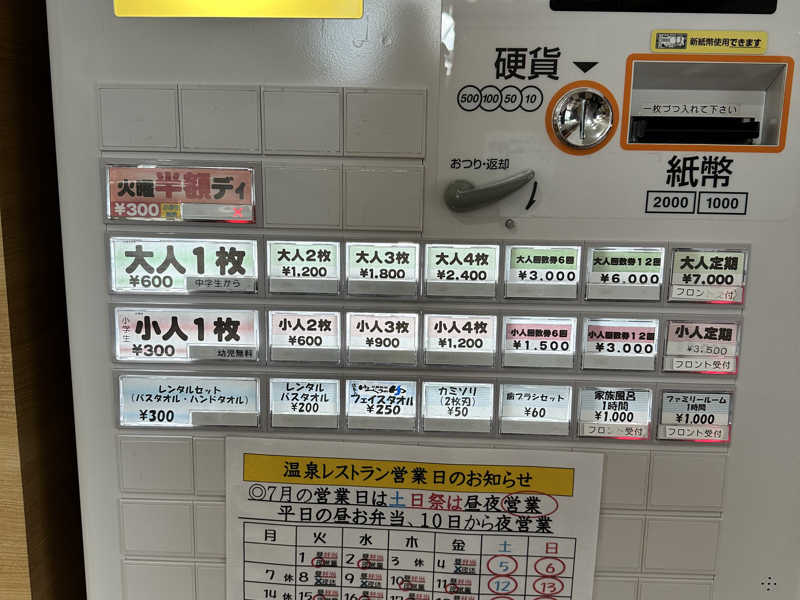 新紙幣使用できます
硬貨
500 100 50 10
一枚づつ入れて下さい
おつり・返却
紙幣
2000 1000
火曜半額デイ
¥300
大人1枚
¥600
中学生から
大人2枚
¥1,200
大人3枚
¥1,800
大人4枚
¥2,400
大人回数券6回
¥3,000
大人回数券12回
¥6,000
大人定期
¥7,000
フロント受付
小学生
小人1枚
¥300
幼児無料
小人2枚
¥600
小人3枚
¥900
小人4枚
¥1,200
小人回数券6回
¥1,500
小人回数券12回
¥3,000
小人定期
¥3,500
フロント受付
レンタルセット
(バスタオル・ハンドタオル)
¥300
レンタル
バスタオル
¥200
フェイスタオル
¥250
カミソリ
(2枚刃)
¥50
歯ブラシセット
¥60
家族風呂
1時間
¥1,000
フロント受付
ファミリールーム
1時間
¥1,000
フロント受付
温泉レストラン営業日のお知らせ
◎7月の営業日は土日祭は昼夜営業
平日の昼お弁当、10日から夜営業
月 火 水 木 金 土 日
1 2 3 休 4 5 6
7 休 8 9 10 11 12 13
14 休 15 16